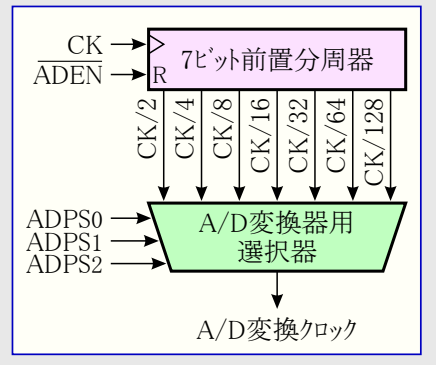 CK
ADEN
R
7ﾋﾞｯﾄ前置分周器
CK/2
CK/4
CK/8
CK/16
CK/32
CK/64
CK/128
ADPS0
ADPS1
ADPS2
A/D変換器用
選択器
A/D変換ｸﾛｯｸ